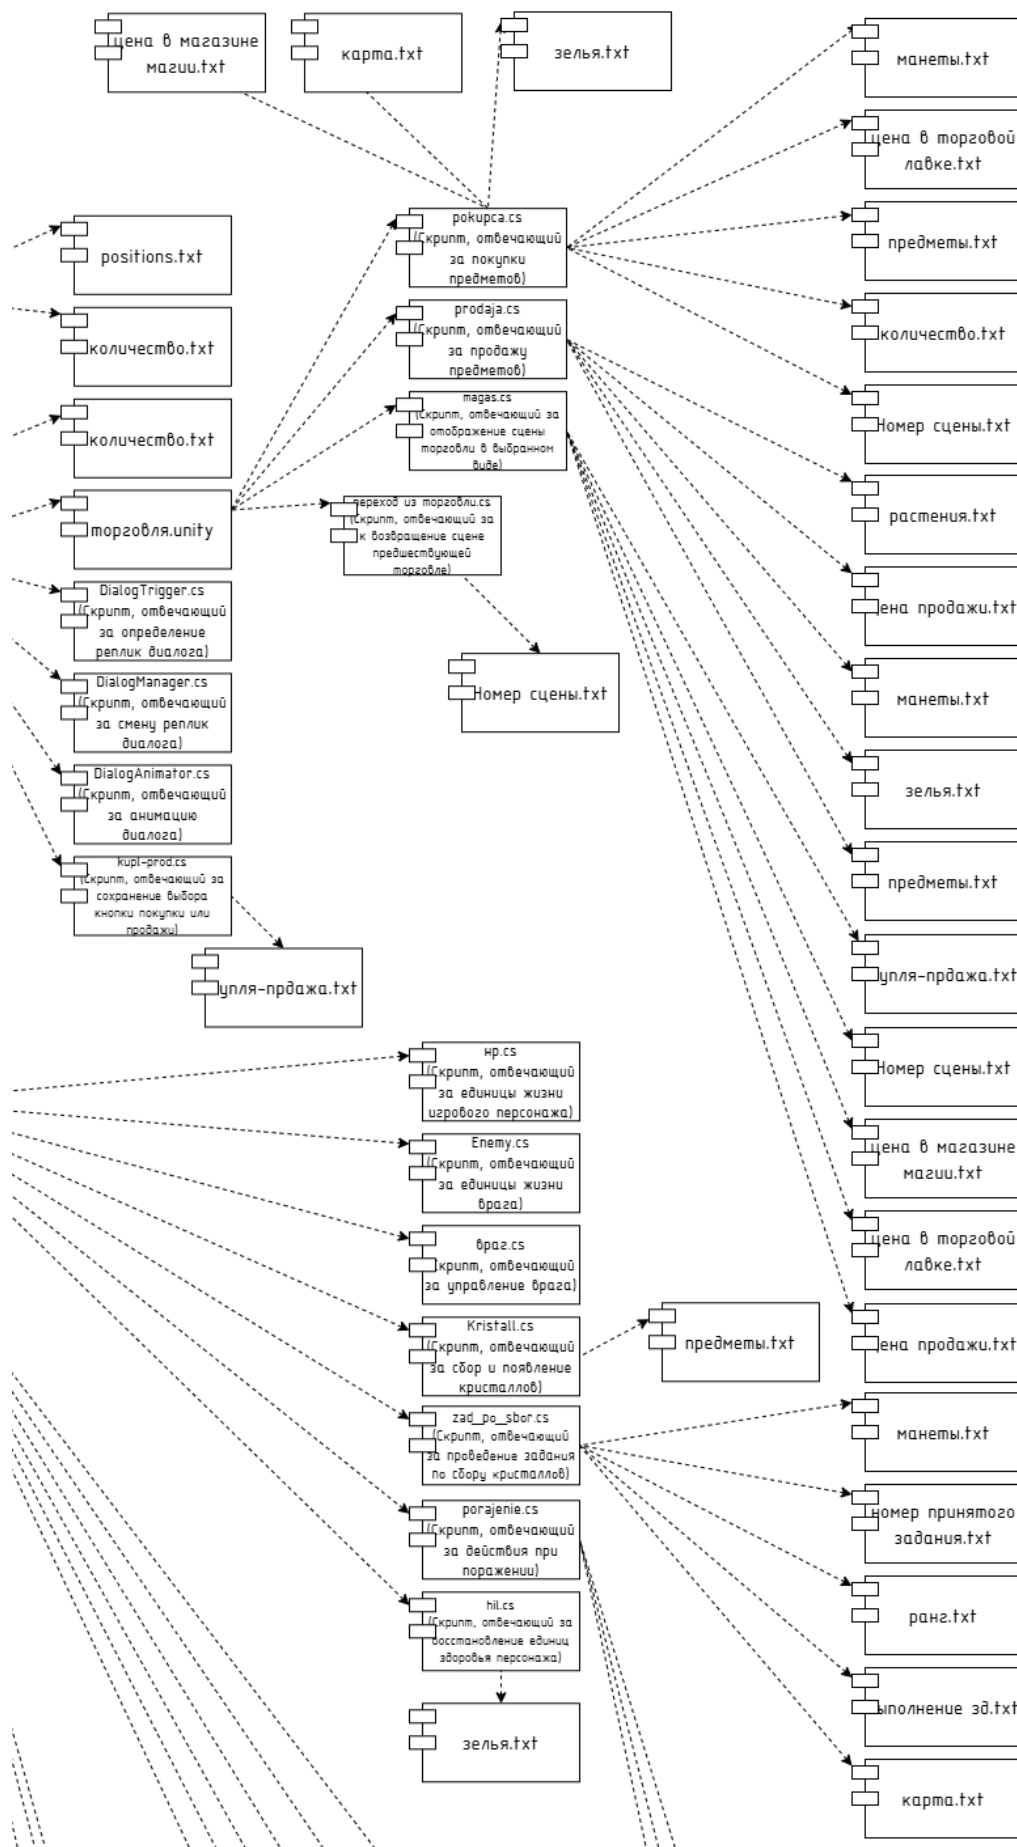 цена в магазине
магии.txt
карта.txt
зелья.txt
манеты.txt
цена в торговой
лавке.txt
предметы.txt
количество.txt
Номер сцены.txt
растения.txt
цена продажи.txt
манеты.txt
зелья.txt
предметы.txt
упля-прдажа.txt
Номер сцены.txt
цена в магазине
магии.txt
цена в торговой
лавке.txt
цена продажи.txt
манеты.txt
номер принятого
задания.txt
ранг.txt
ыполнение зд.txt
карта.txt
pokupca.cs
(Скрипт, отвечающий
за покупки
предметов)
prodaja.cs
(Скрипт, отвечающий
за продажу
предметов)
magas.cs
(Скрипт, отвечающий за
отображение сцены
торговли в выбранном
виде)
переход из торговли.cs
(Скрипт, отвечающий за
к возвращение сцене
предшествующей
торговле)
Номер сцены.txt
positions.txt
количество.txt
количество.txt
торговля.unity
DialogTrigger.cs
(Скрипт, отвечающий
за определение
реплик диалога)
DialogManager.cs
(Скрипт, отвечающий
за смену реплик
диалога)
DialogAnimator.cs
(Скрипт, отвечающий
за анимацию
диалога)
kupl-prod.cs
(Скрипт, отвечающий за
сохранение выбора
кнопки покупки или
продажи)
упля-прдажа.txt
нр.cs
(Скрипт, отвечающий
за единицы жизни
игрового персонажа)
Enemy.cs
(Скрипт, отвечающий
за единицы жизни
врага)
враг.cs
(Скрипт, отвечающий
за управление врага)
Kristall.cs
(Скрипт, отвечающий
за сбор и появление
кристаллов)
предметы.txt
zad_po_sbor.cs
(Скрипт, отвечающий
за проведение задания
по сбору кристаллов)
porajenie.cs
(Скрипт, отвечающий
за действия при
поражении)
hil.cs
(Скрипт, отвечающий за
восстановление единиц
здоровья персонажа)
зелья.txt